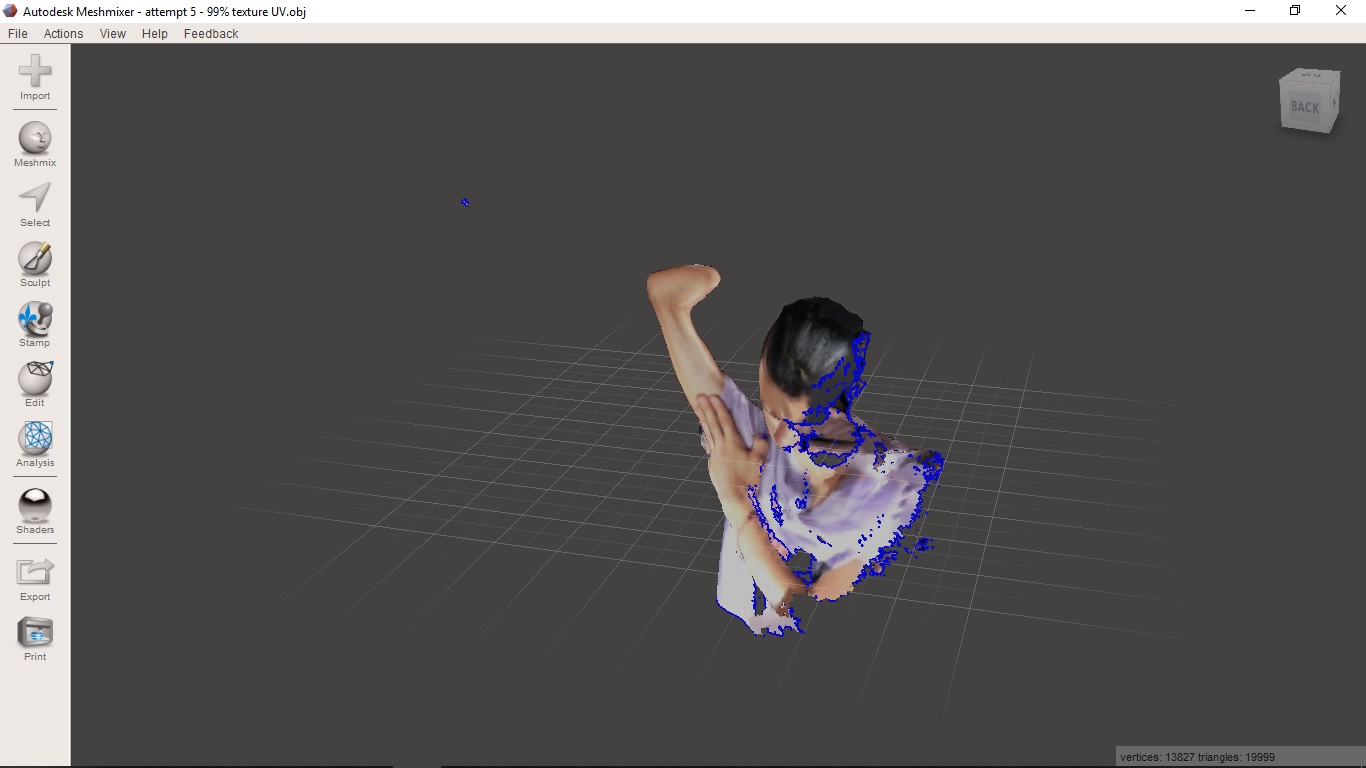 Autodesk Meshmixer - attempt 5 - 99% texture UV.obj
File Actions View Help Feedback
Import
Meshmix
Select
Sculpt
Stamp
Edit
Analysis
Shaders
Export
Print
BACK
vertices: 13827 triangles: 19999